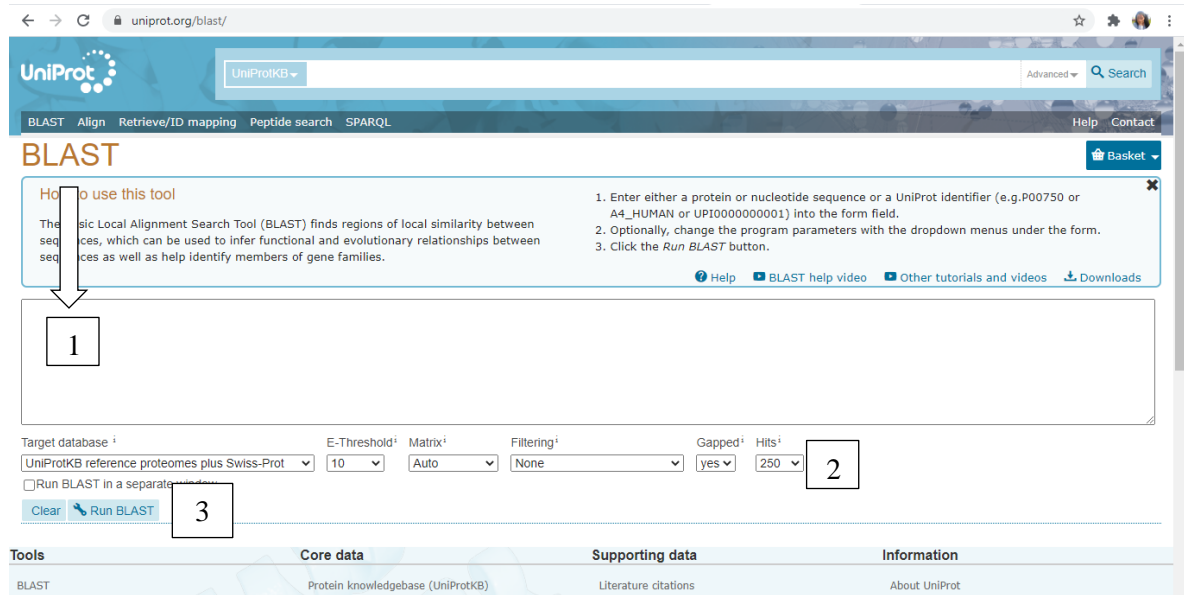 uniprot.org/blast/
UniProt
UniProtKB
Advanced
Search
BLAST Align Retrieve/ID mapping Peptide search SPARQL
Help Contact
BLAST
Basket
to use this tool
1. Enter either a protein or nucleotide sequence or a UniProt identifier (e.g.P00750 or
A4_HUMAN or UPI0000000001) into the form field.
2. Optionally, change the program parameters with the dropdown menus under the form.
3. Click the Run BLAST button.
Local Alignment Search Tool (BLAST) finds regions of local similarity between
which can be used to infer functional and evolutionary relationships between
as well as help identify members of gene families.
Help BLAST help video Other tutorials and videos Downloads
1
Target database i E-Threshold i Matrix i Filtering i Gapped i Hits i
UniProtKB reference proteomes plus Swiss-Prot 10 Auto None yes 250
2
Run BLAST in a separate
Clear Run BLAST
3
Tools Core data Supporting data Information
BLAST Protein knowledgebase (UniProtKB) Literature citations About UniProt